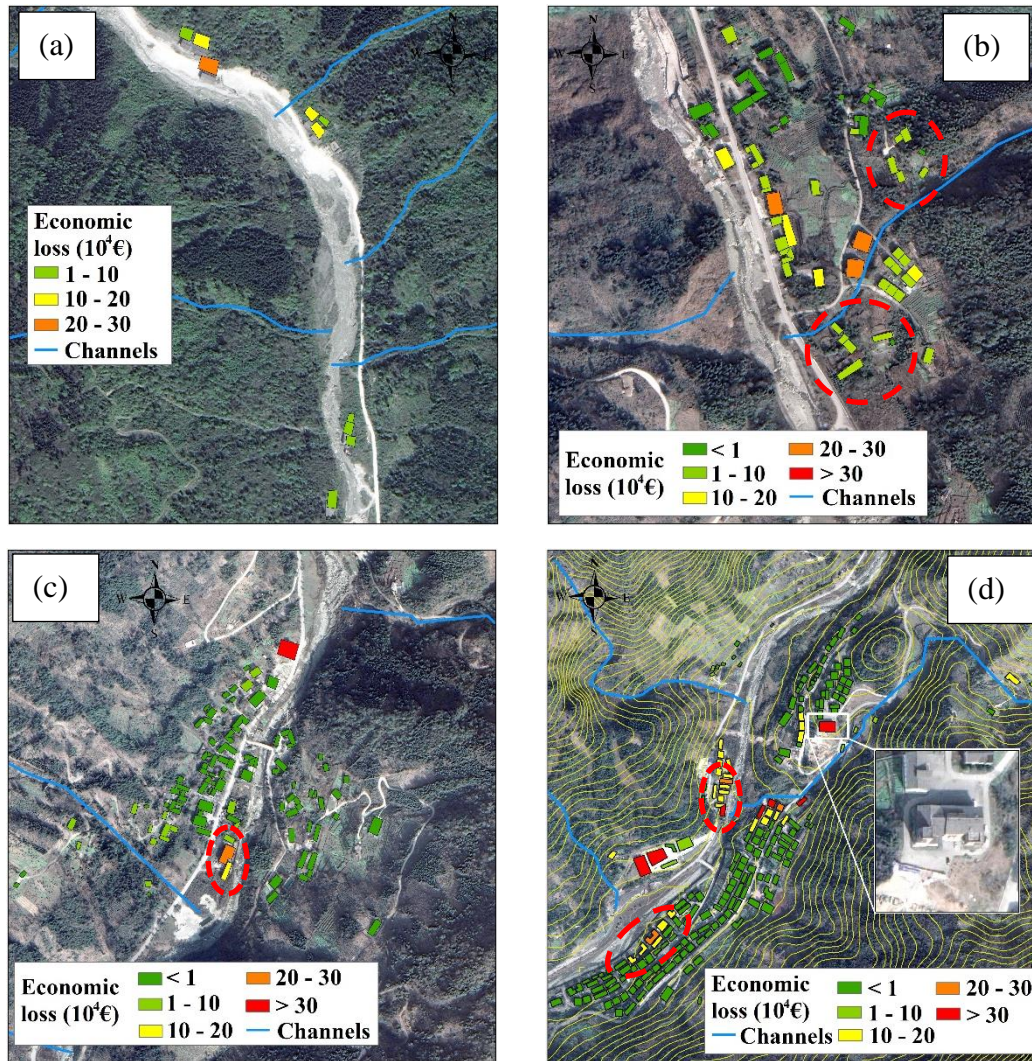 (a)
N
W E
S
Economic
loss (10⁴€)
1 - 10
10 - 20
20 - 30
Channels
(b)
N
W E
S
Economic
loss (10⁴€)
< 1
1 - 10
10 - 20
20 - 30
> 30
Channels
(c)
N
W E
S
Economic
loss (10⁴€)
< 1
1 - 10
10 - 20
20 - 30
> 30
Channels
(d)
N
W E
S
Economic
loss (10⁴€)
Channels
< 1
1 - 10
10 - 20
20 - 30
> 30